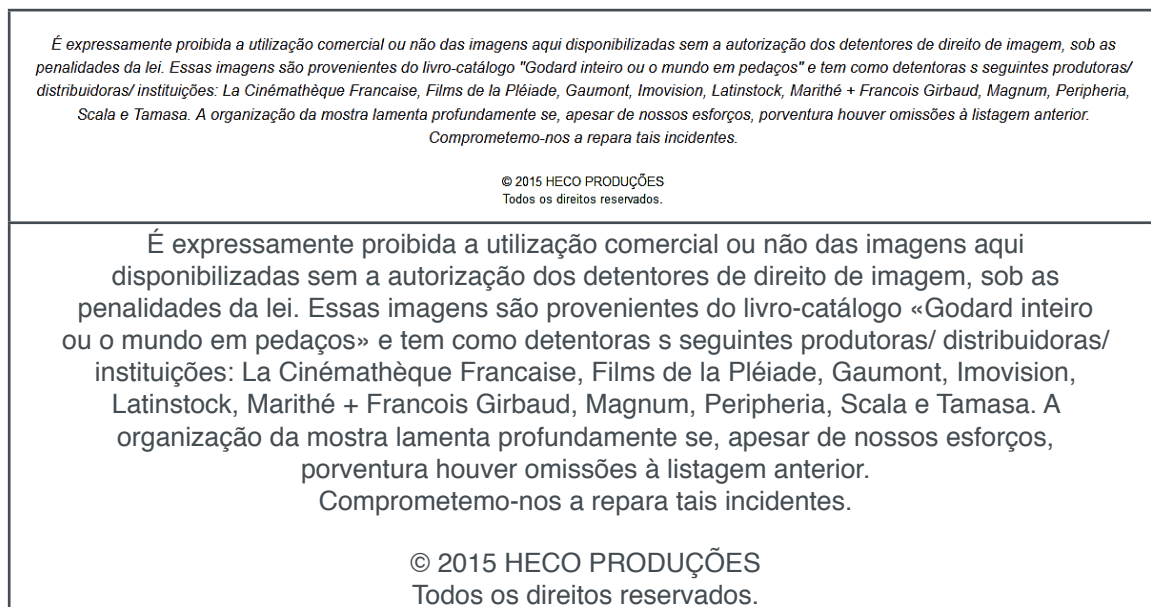 É expressamente proibida a utilização comercial ou não das imagens aqui disponibilizadas sem a autorização dos detentores de direito de imagem, sob as
penalidades da lei. Essas imagens são provenientes do livro-catálogo "Godard inteiro ou o mundo em pedaços" e tem como detentoras s seguintes produtoras/
distribuidoras/ instituições: La Cinémathèque Francaise, Films de la Pléiade, Gaumont, Imovision, Latinstock, Marithé + Francois Girbaud, Magnum, Peripheria,
Scala e Tamasa. A organização da mostra lamenta profundamente se, apesar de nossos esforços, porventura houver omissões à listagem anterior.
Comprometemo-nos a repara tais incidentes.
© 2015 HECO PRODUÇÕES
Todos os direitos reservados.
É expressamente proibida a utilização comercial ou não das imagens aqui
disponibilizadas sem a autorização dos detentores de direito de imagem, sob as
penalidades da lei. Essas imagens são provenientes do livro-catálogo «Godard inteiro
ou o mundo em pedaços» e tem como detentoras s seguintes produtoras/ distribuidoras/
instituições: La Cinémathèque Francaise, Films de la Pléiade, Gaumont, Imovision,
Latinstock, Marithé + Francois Girbaud, Magnum, Peripheria, Scala e Tamasa. A
organização da mostra lamenta profundamente se, apesar de nossos esforços,
porventura houver omissões à listagem anterior.
Comprometemo-nos a repara tais incidentes.
© 2015 HECO PRODUÇÕES
Todos os direitos reservados.